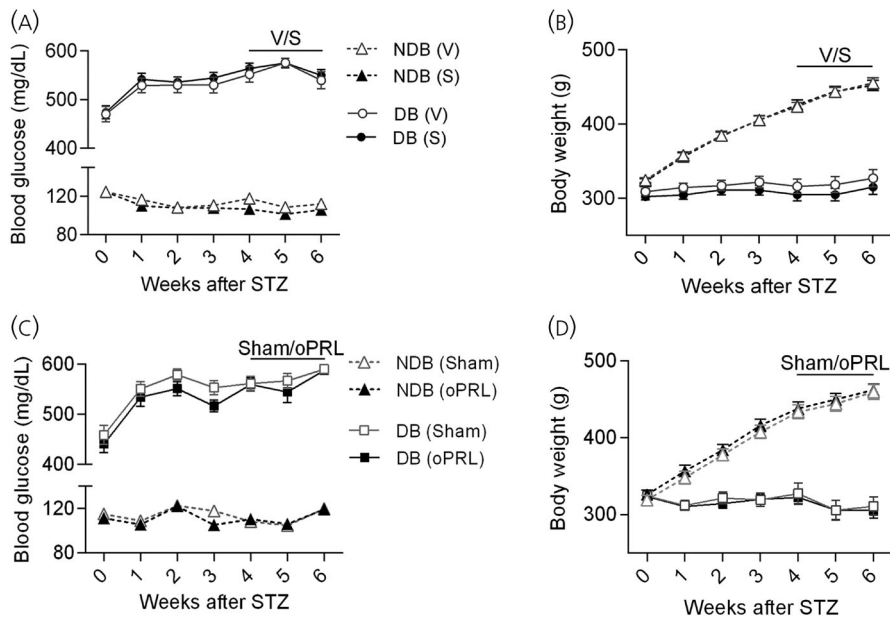 (A)
V/S
Blood glucose (mg/dL)
600
500
400
120
80
0 1 2 3 4 5 6
Weeks after STZ
NDB (V)
NDB (S)
DB (V)
DB (S)
(B)
V/S
Body weight (g)
500
400
300
0 1 2 3 4 5 6
Weeks after STZ
(C)
Sham/oPRL
Blood glucose (mg/dL)
600
500
400
120
80
0 1 2 3 4 5 6
Weeks after STZ
NDB (Sham)
NDB (oPRL)
DB (Sham)
DB (oPRL)
(D)
Sham/oPRL
Body weight (g)
500
400
300
0 1 2 3 4 5 6
Weeks after STZ